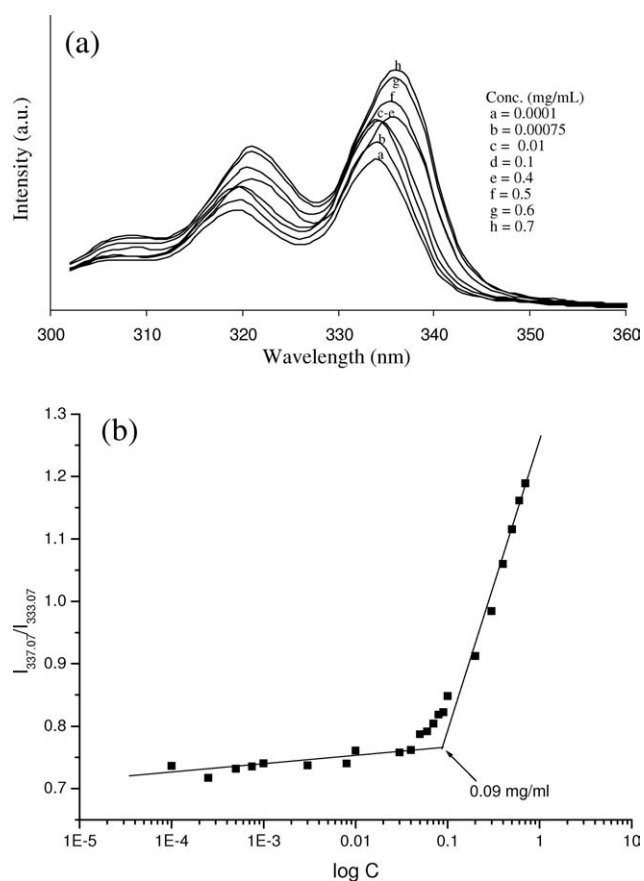 (a)
h
g
f
c-e
b
a
Conc. (mg/mL)
a = 0.0001
b = 0.00075
c = 0.01
d = 0.1
e = 0.4
f = 0.5
g = 0.6
h = 0.7
Intensity (a.u.)
300 310 320 330 340 350 360
Wavelength (nm)
(b)
1.3
1.2
1.1
1.0
0.9
0.8
0.7
I337.07/I333.07
0.09 mg/ml
1E-5 1E-4 1E-3 0.01 0.1 1 10
log C